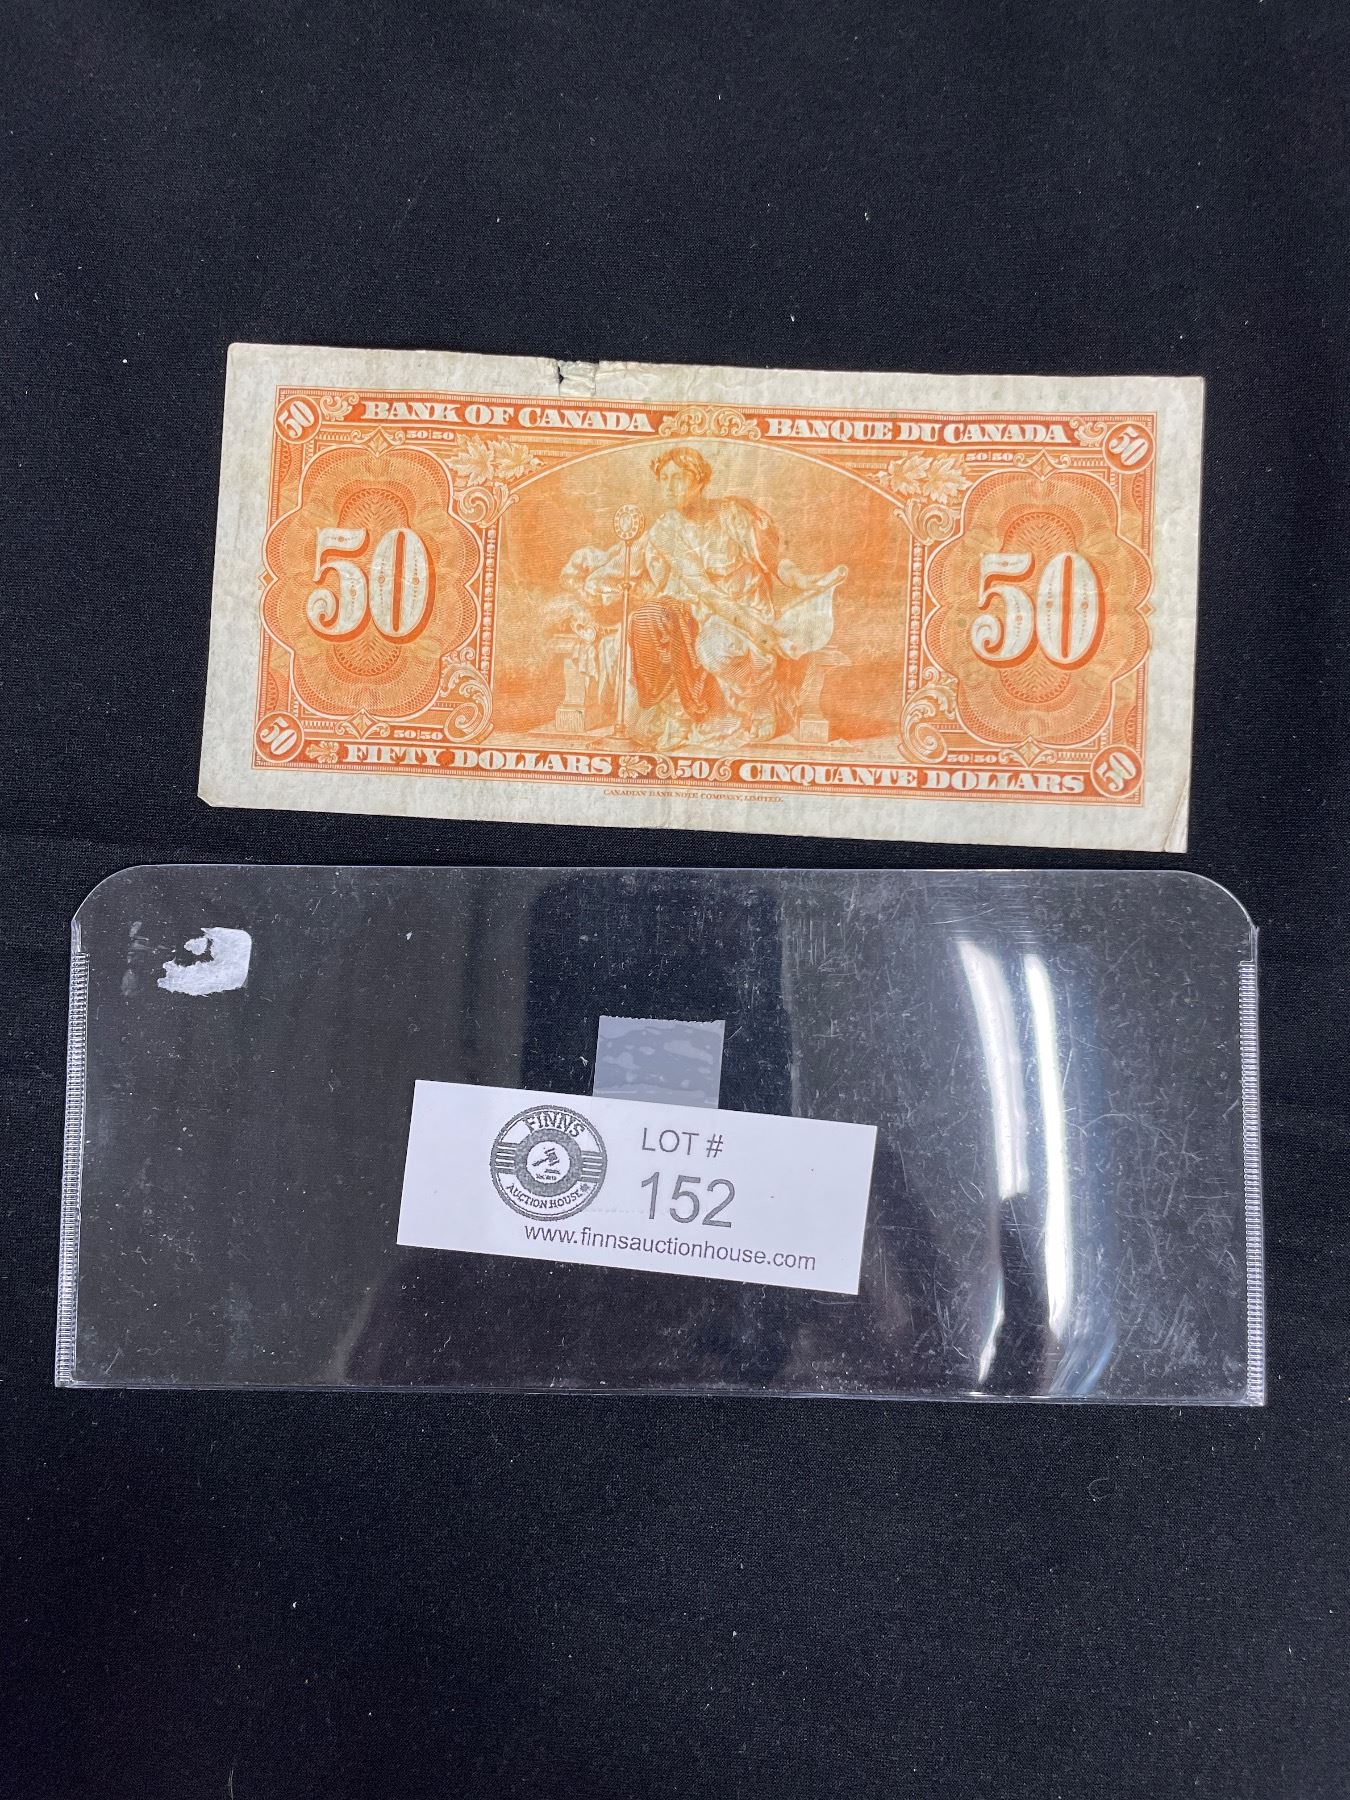 50 BANK OF CANADA BANQUE DU CANADA 50
50|50 50|50
50 50
50|50 50|50
50 FIFTY DOLLARS 50 CINQUANTE DOLLARS 50
CANADIAN BANK NOTE COMPANY, LIMITED.
FINNS
AUCTION HOUSE
LOT #
152
www.finnsauctionhouse.com